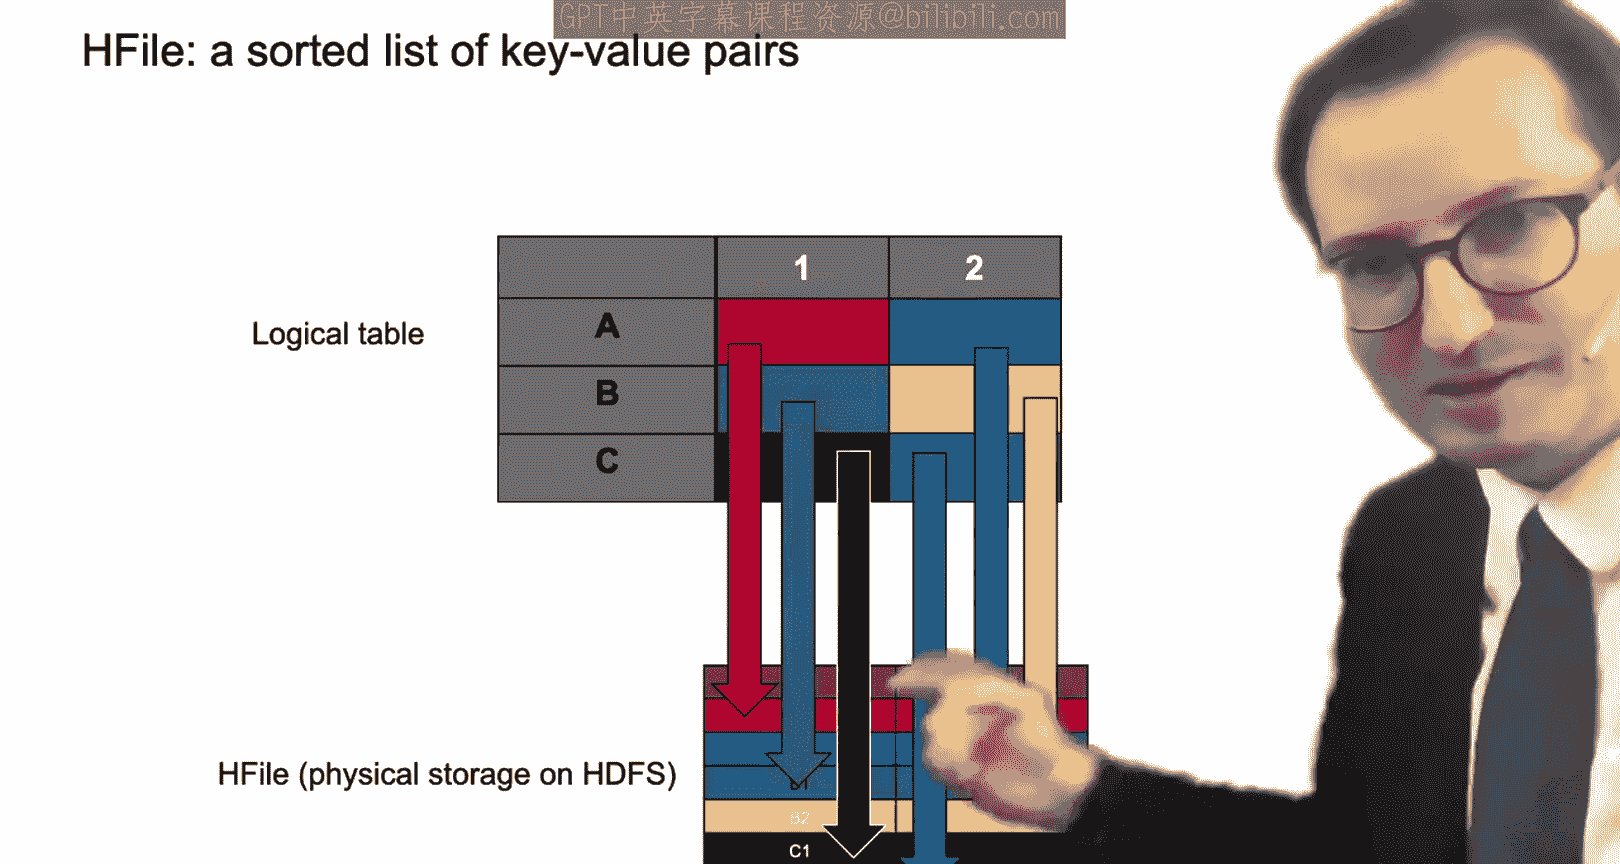 GPT中英字幕课程资源@bilibili.com
HFile: a sorted list of key-value pairs
1 2
A
Logical table
B
C
HFile (physical storage on HDFS)
B2
C1